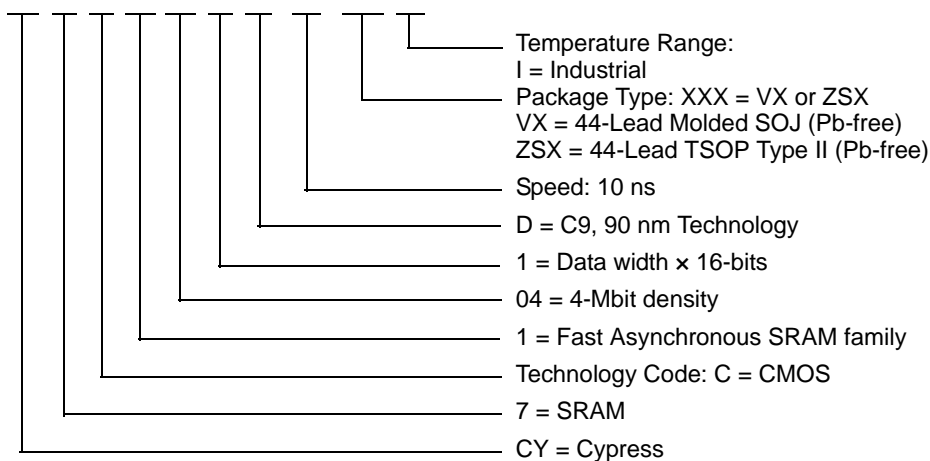 Temperature Range:
I = Industrial
Package Type: XXX = VX or ZSX
VX = 44-Lead Molded SOJ (Pb-free)
ZSX = 44-Lead TSOP Type II (Pb-free)
Speed: 10 ns
D = C9, 90 nm Technology
1 = Data width × 16-bits
04 = 4-Mbit density
1 = Fast Asynchronous SRAM family
Technology Code: C = CMOS
7 = SRAM
CY = Cypress